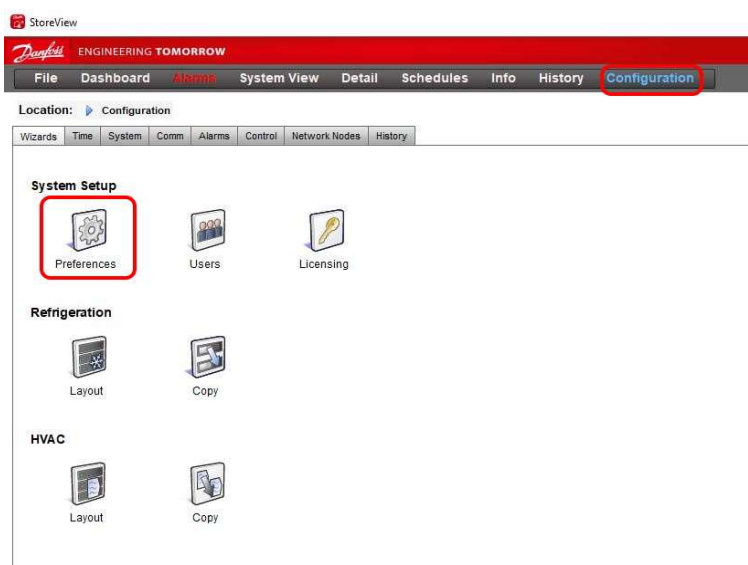 StoreView
Danfoss ENGINEERING TOMORROW
File Dashboard Alarms System View Detail Schedules Info History Configuration
Location: Configuration
Wizards Time System Comm Alarms Control Network Nodes History
System Setup
Preferences Users Licensing
Refrigeration
Layout Copy
HVAC
Layout Copy